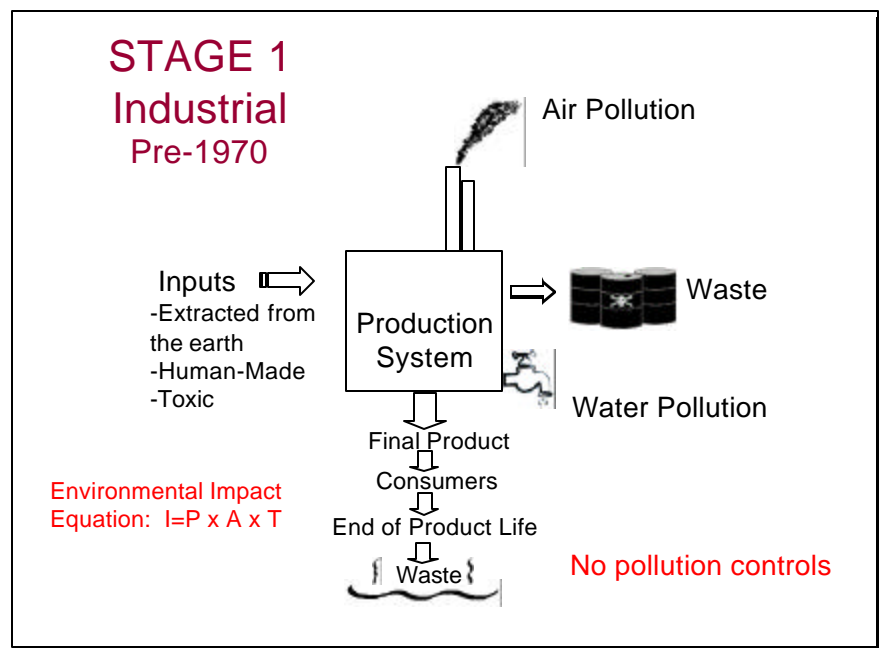 STAGE 1
Industrial
Pre-1970
Air Pollution
Inputs
-Extracted from
the earth
-Human-Made
-Toxic
Production
System
Waste
Water Pollution
Final Product
Consumers
End of Product Life
Waste
Environmental Impact
Equation:  I=P x A x T
No pollution controls